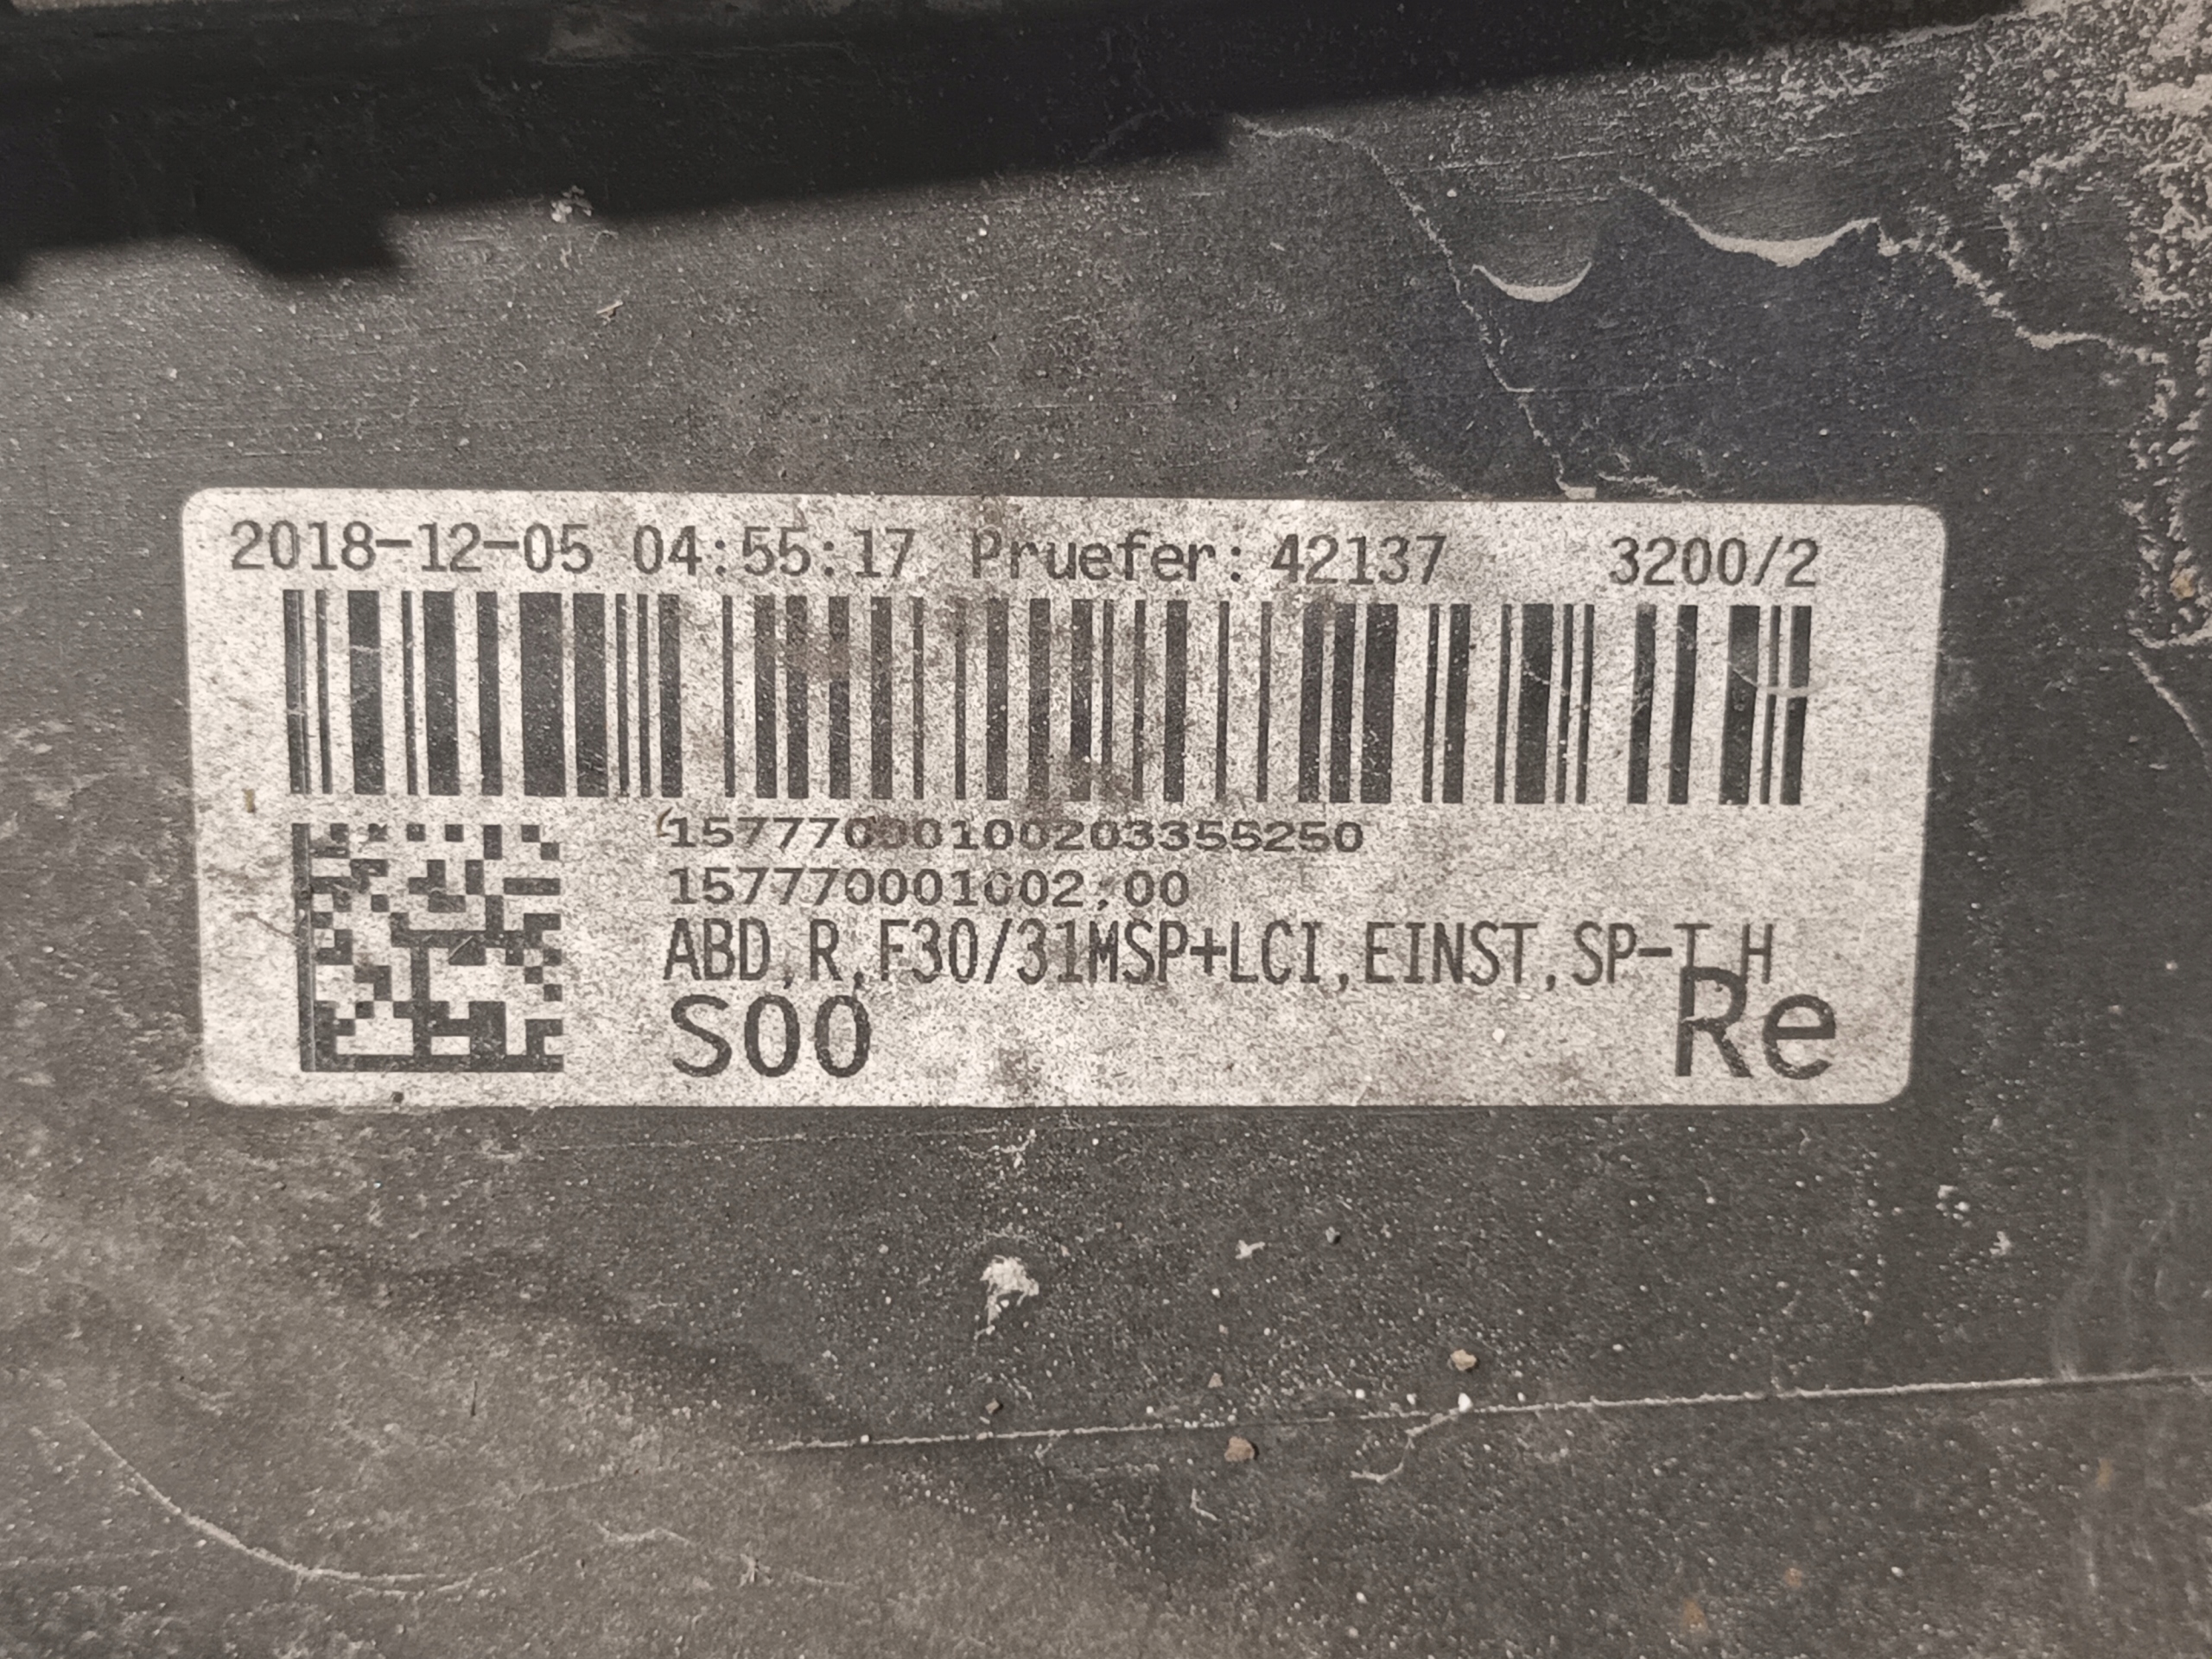 2018-12-05 04:55:17 Pruefer: 42137 3200/2
15777000100203355250
157770001002.00
ABD,R,F30/31MSP+LCI,EINST,SP-T,H
S00
Re